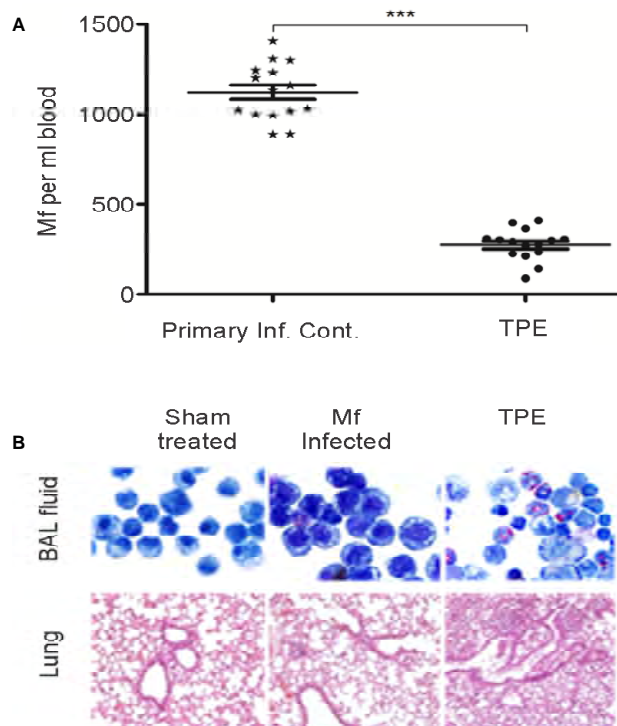 A
***
1500
1000
500
0
Mf per ml blood
Primary Inf. Cont.
TPE
B
Sham
treated
Mf
Infected
TPE
BAL fluid
Lung